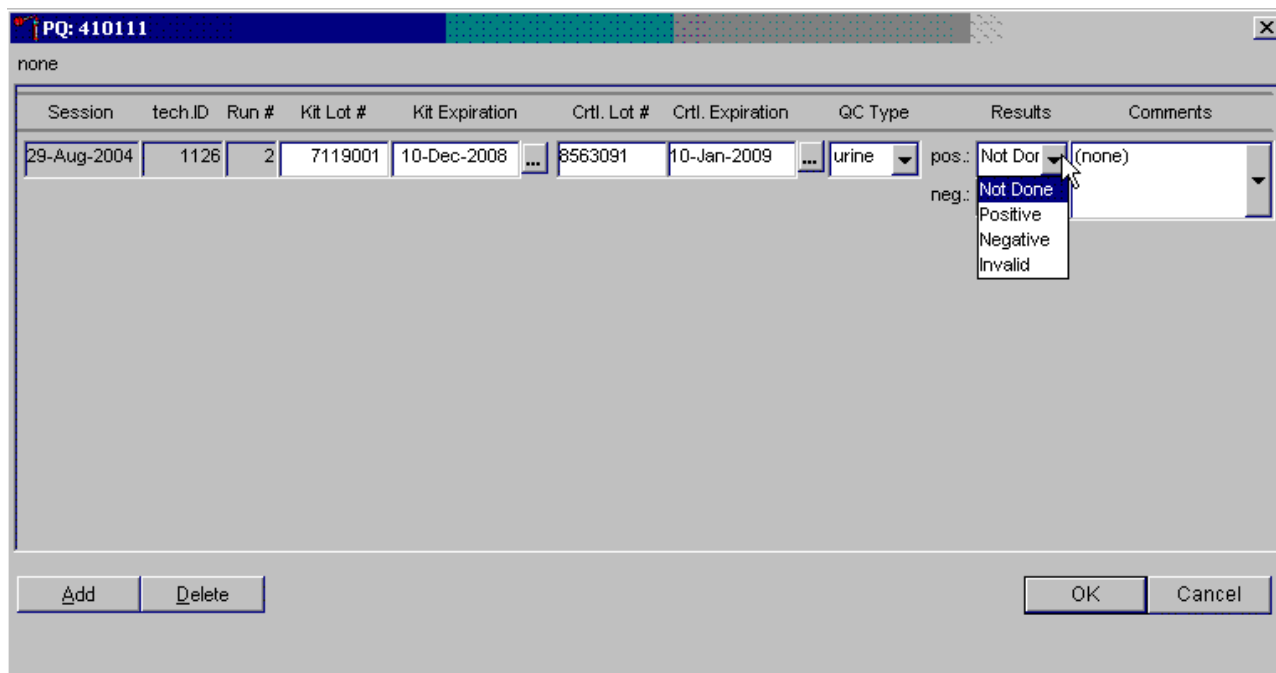 PQ: 410111
none
Session tech.ID Run # Kit Lot # Kit Expiration Crtl. Lot # Crtl. Expiration QC Type Results Comments
29-Aug-2004 1126 2 7119001 10-Dec-2008 ... 8563091 10-Jan-2009 ... urine pos.: Not Dor (none)
neg.: Not Done
Positive
Negative
Invalid
Add Delete OK Cancel